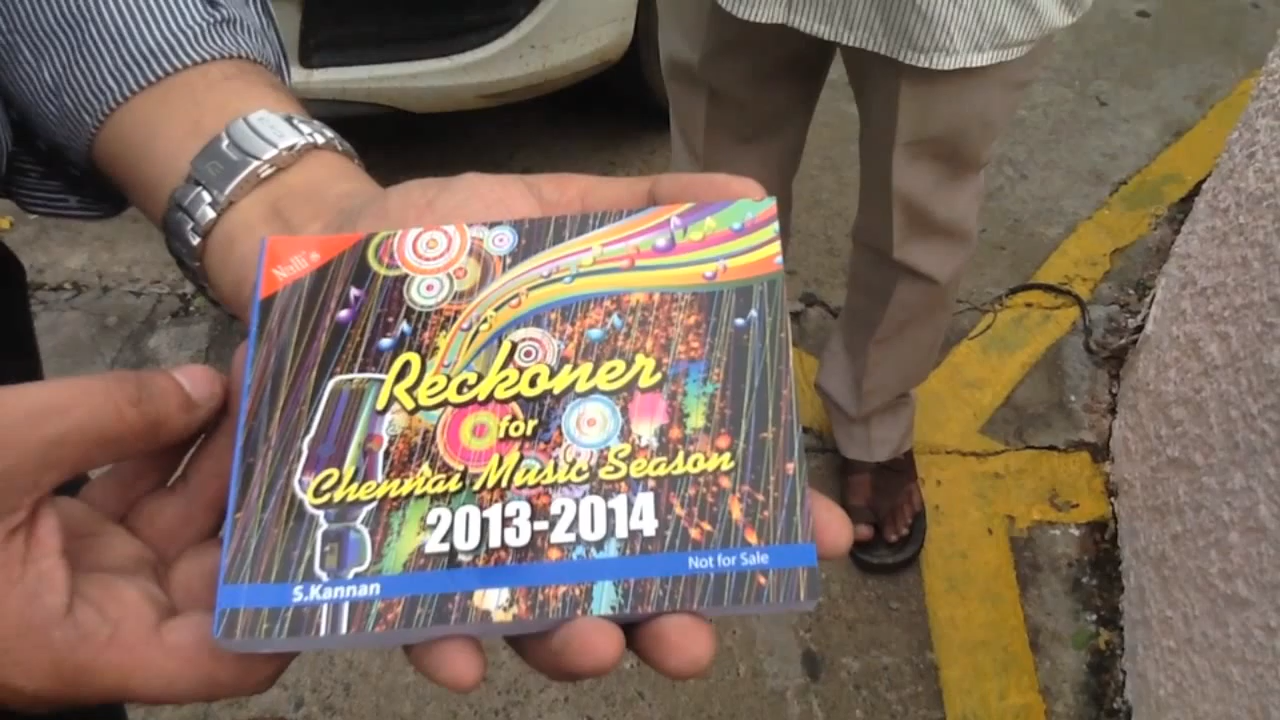 Nalli's
Reckoner
for
Chennai Music Season
2013-2014
S.Kannan
Not for Sale